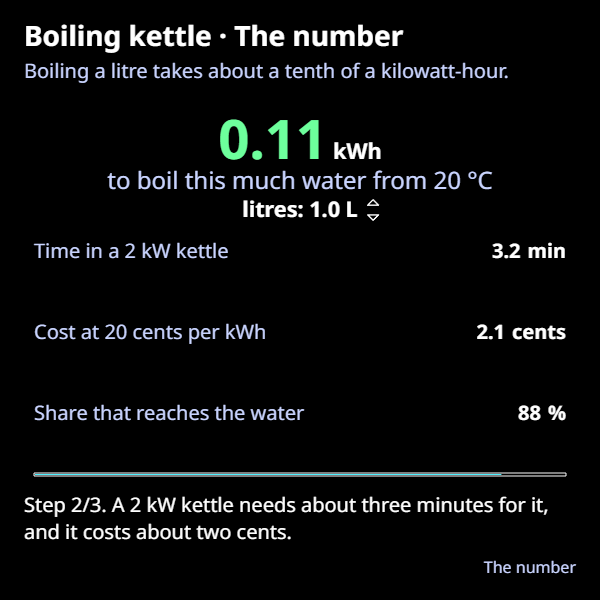 Boiling kettle · The number
Boiling a litre takes about a tenth of a kilowatt-hour.
0.11 kWh
to boil this much water from 20 °C
litres: 1.0 L
Time in a 2 kW kettle 3.2 min
Cost at 20 cents per kWh 2.1 cents
Share that reaches the water 88 %
Step 2/3. A 2 kW kettle needs about three minutes for it,
and it costs about two cents.
The number